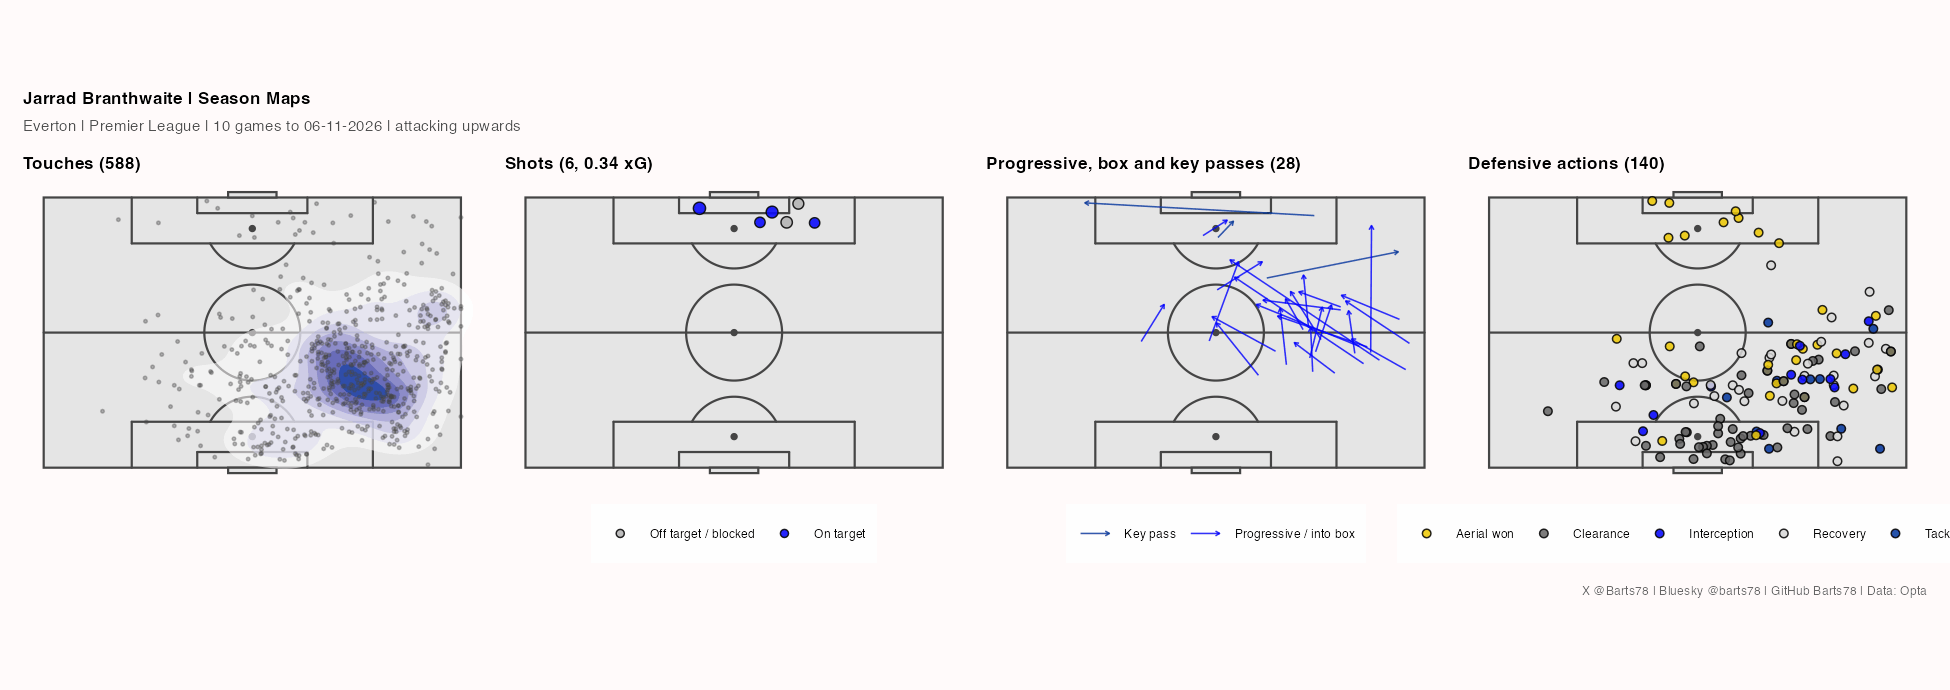 Jarrad Branthwaite | Season Maps
Everton | Premier League | 10 games to 06-11-2026 | attacking upwards
Touches (588)
Shots (6, 0.34 xG)
Progressive, box and key passes (28)
Defensive actions (140)
Off target / blocked
On target
Key pass
Progressive / into box
Aerial won
Clearance
Interception
Recovery
Tack
X @Barts78 | Bluesky @barts78 | GitHub Barts78 | Data: Opta